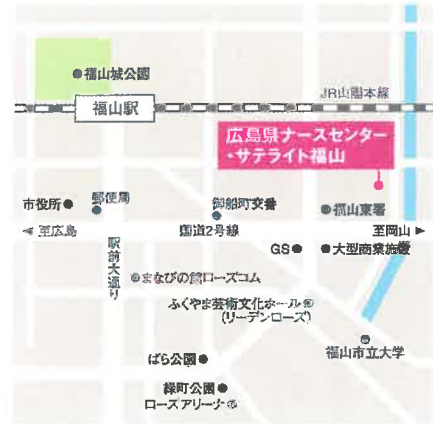 福山城公園
JR山陽本線
福山駅
広島県ナースセンター
・サテライト福山
市役所
郵便局
御船町交番
福山東署
至広島
国道2号線
至岡山
GS
大型商業施設
駅前大通り
まなびの館ローズコム
ふくやま芸術文化ホール
(リーデンローズ)
福山市立大学
ばら公園
緑町公園
ローズアリーナ